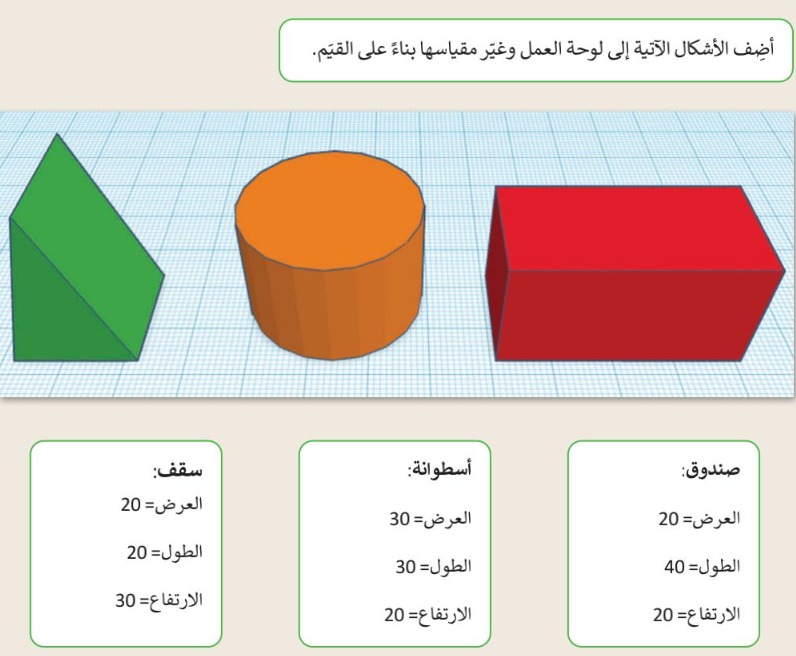 أضِف الأشكال الآتية إلى لوحة العمل وغيّر مقياسها بناءً على القيَم.
صندوق:
العرض= 20
الطول= 40
الارتفاع= 20
أسطوانة:
العرض= 30
الطول= 30
الارتفاع= 20
سقف:
العرض= 20
الطول= 20
الارتفاع= 30